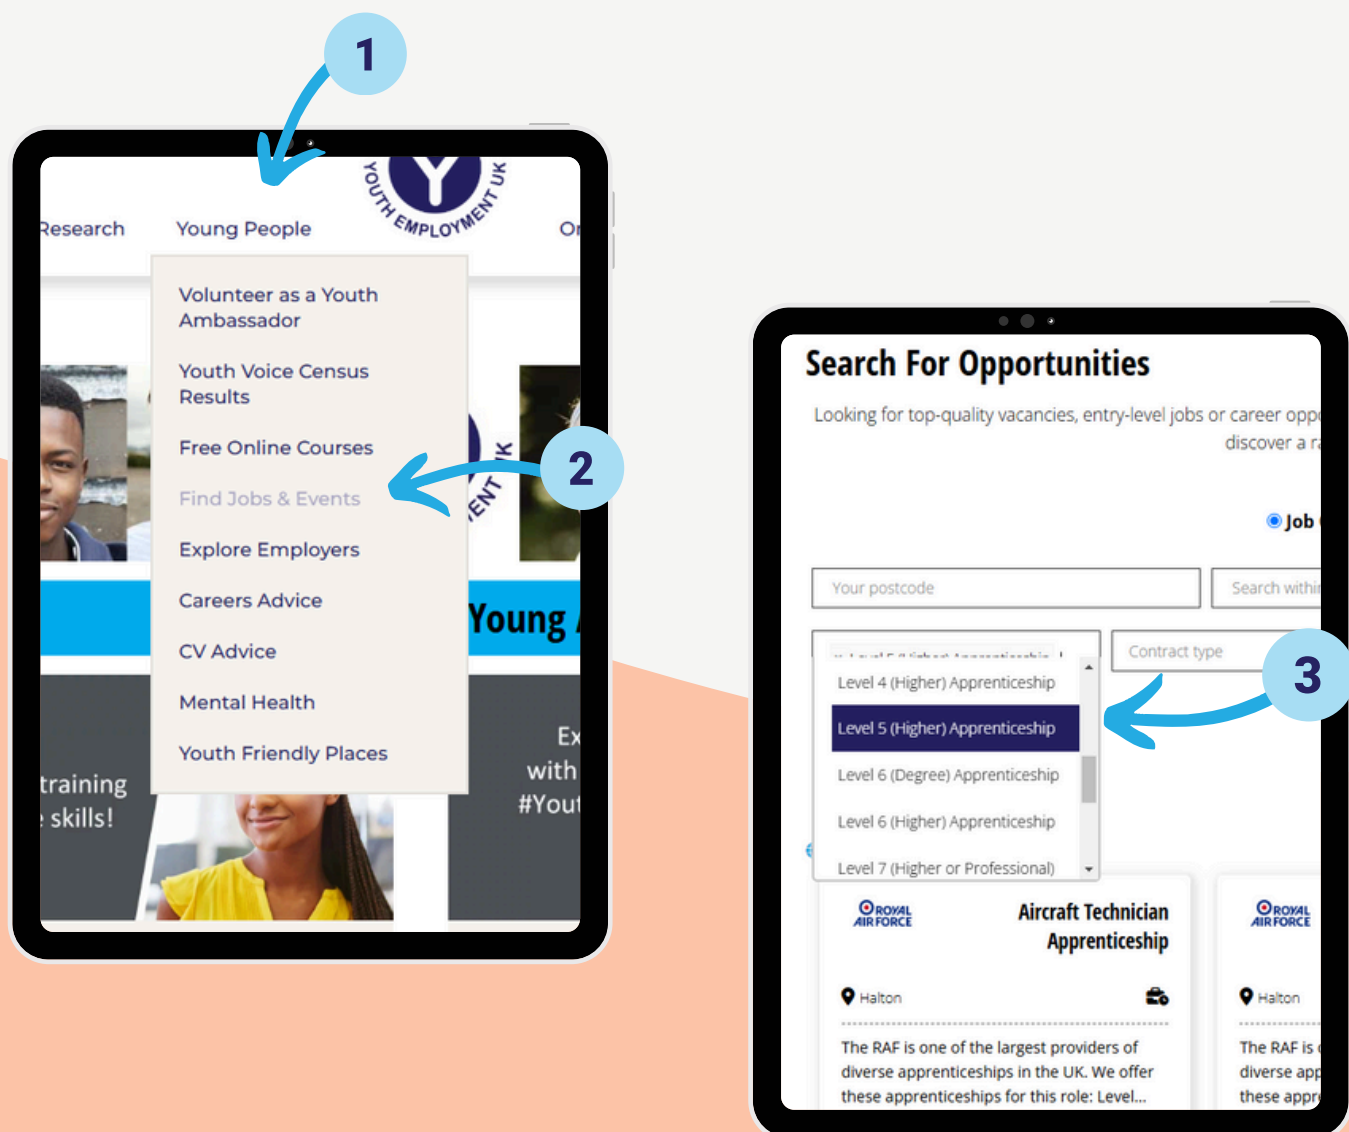 1
YOUTH EMPLOYMENT UK
Research
Young People
Volunteer as a Youth
Ambassador
Youth Voice Census
Results
Free Online Courses
Find Jobs & Events
Explore Employers
Careers Advice
CV Advice
Mental Health
Youth Friendly Places
2
Young
training
skills!
with
3
Search For Opportunities
Looking for top-quality vacancies, entry-level jobs or career
discover a
Job
Your postcode
Search
Contract type
Level 4 (Higher) Apprenticeship
Level 5 (Higher) Apprenticeship
Level 6 (Degree) Apprenticeship
Level 6 (Higher) Apprenticeship
Level 7 (Higher or Professional)
ROYAL
AIR FORCE
Aircraft Technician
Apprenticeship
Halton
The RAF is one of the largest providers of
diverse apprenticeships in the UK. We offer
these apprenticeships for this role: Level...
ROYAL
AIR FORCE
Halton
The RAF is
diverse
these